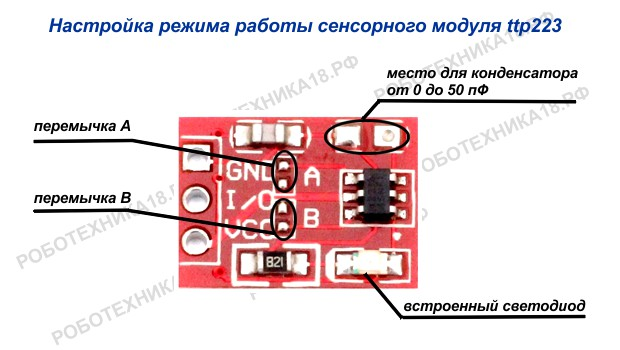 Настройка режима работы сенсорного модуля ttp223
РОБОТЕХНИКА18.РФ
место для конденсатора
от 0 до 50 пФ
РОБОТЕХНИКА18.РФ
перемычка A
GND
A
I/O
перемычка B
B
VCC
РОБОТЕХНИКА18.РФ
821
РОБОТЕХНИКА18.РФ
встроенный светодиод